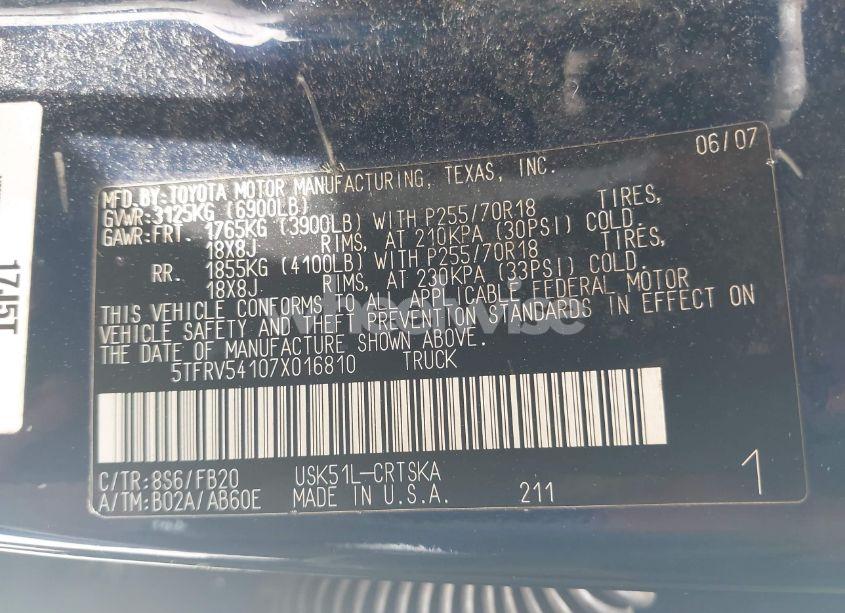 06/07
MFD.BY:TOYOTA MOTOR MANUFACTURING, TEXAS, INC.
GVWR:3125KG (6900LB)
GAWR:FRT. 1765KG (3900LB) WITH P255/70R18 TIRES,
18X8J RIMS, AT 210KPA (30PSI) COLD.
RR. 1855KG (4100LB) WITH P255/70R18 TIRES,
18X8J RIMS, AT 230KPA (33PSI) COLD.
THIS VEHICLE CONFORMS TO ALL APPLICABLE FEDERAL MOTOR
VEHICLE SAFETY AND THEFT PREVENTION STANDARDS IN EFFECT ON
THE DATE OF MANUFACTURE SHOWN ABOVE.
5TFRV54107X016810 TRUCK
C/TR:8S6/FB20 USK51L-CRTSKA
A/TM:B02A/AB60E MADE IN U.S.A. 211 1
wheelwise